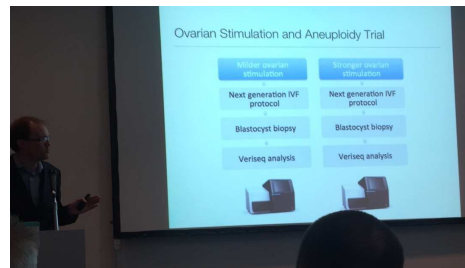 Ovarian Stimulation and Aneuploidy Trial
Milder ovarian
stimulation
Stronger ovarian
stimulation
Next generation IVF
protocol
Next generation IVF
protocol
Blastocyst biopsy
Blastocyst biopsy
Veriseq analysis
Veriseq analysis